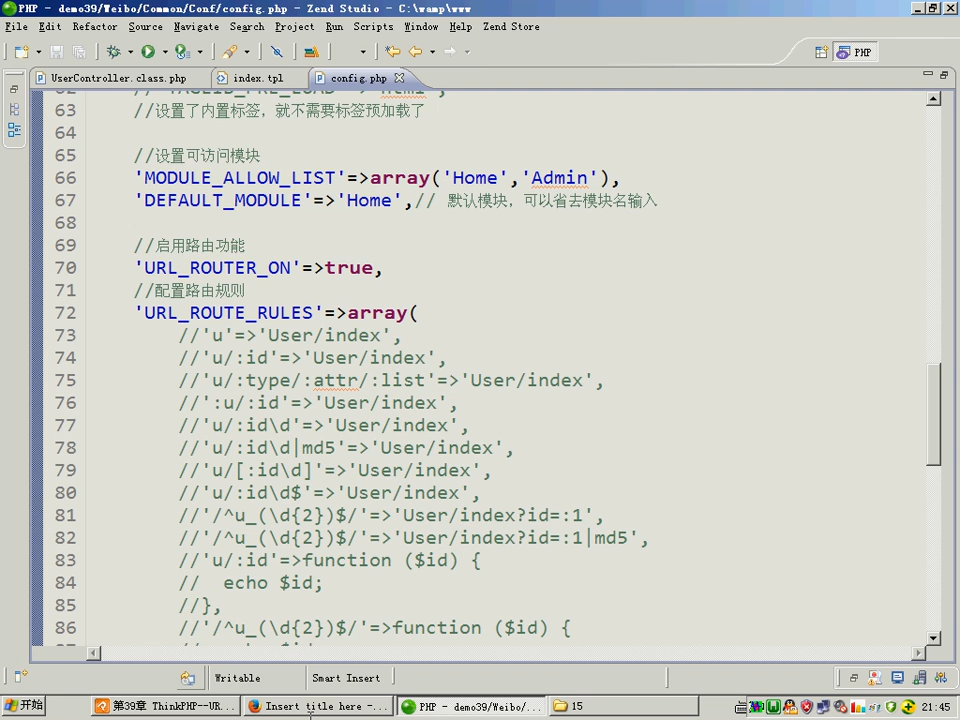 PHP - demo39/Weibo/Common/Conf/config.php - Zend Studio - C:\wamp\www
File Edit Refactor Source Navigate Search Project Run Scripts Window Help Zend Store
PHP
UserController.class.php index.tpl config.php
63 //设置了内置标签，就不需要标签预加载了
64
65 //设置可访问模块
66 'MODULE_ALLOW_LIST'=>array('Home','Admin'),
67 'DEFAULT_MODULE'=>'Home',// 默认模块，可以省去模块名输入
68
69 //启用路由功能
70 'URL_ROUTER_ON'=>true,
71 //配置路由规则
72 'URL_ROUTE_RULES'=>array(
73 //'u'=>'User/index',
74 //'u/:id'=>'User/index',
75 //'u/:type/:attr/:list'=>'User/index',
76 //':u/:id'=>'User/index',
77 //'u/:id\d'=>'User/index',
78 //'u/:id\d|md5'=>'User/index',
79 //'u/[:id\d]'=>'User/index',
80 //'u/:id\d$'=>'User/index',
81 //'/^u_(\d{2})$/'=>'User/index?id=:1',
82 //'/^u_(\d{2})$/'=>'User/index?id=:1|md5',
83 //'u/:id'=>function ($id) {
84 // echo $id;
85 //},
86 //'/^u_(\d{2})$/'=>function ($id) {
Writable Smart Insert
开始 第39章 ThinkPHP--UR... Insert title here -... PHP - demo39/Weibo/... 15 21:45